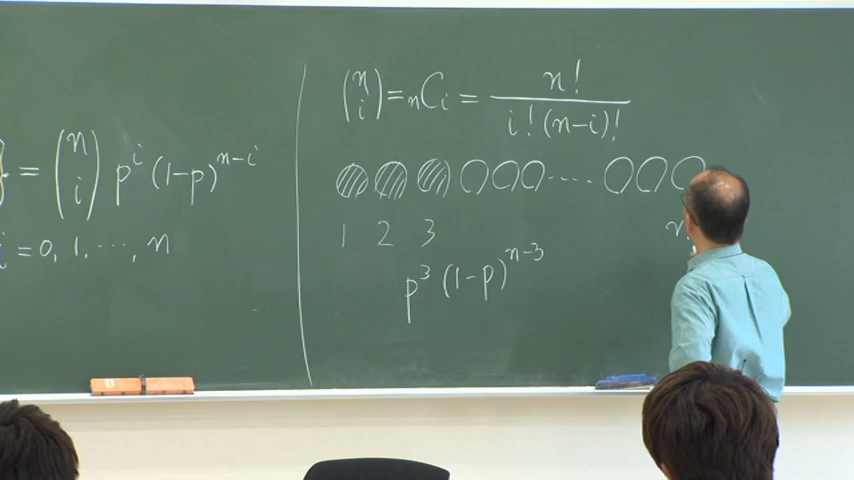 = (n i) p^i (1-p)^{n-i}
i = 0, 1, ..., n
(n i) = nCi = n! / i! (n-i)!
1 2 3 n
p^3 (1-p)^{n-3}